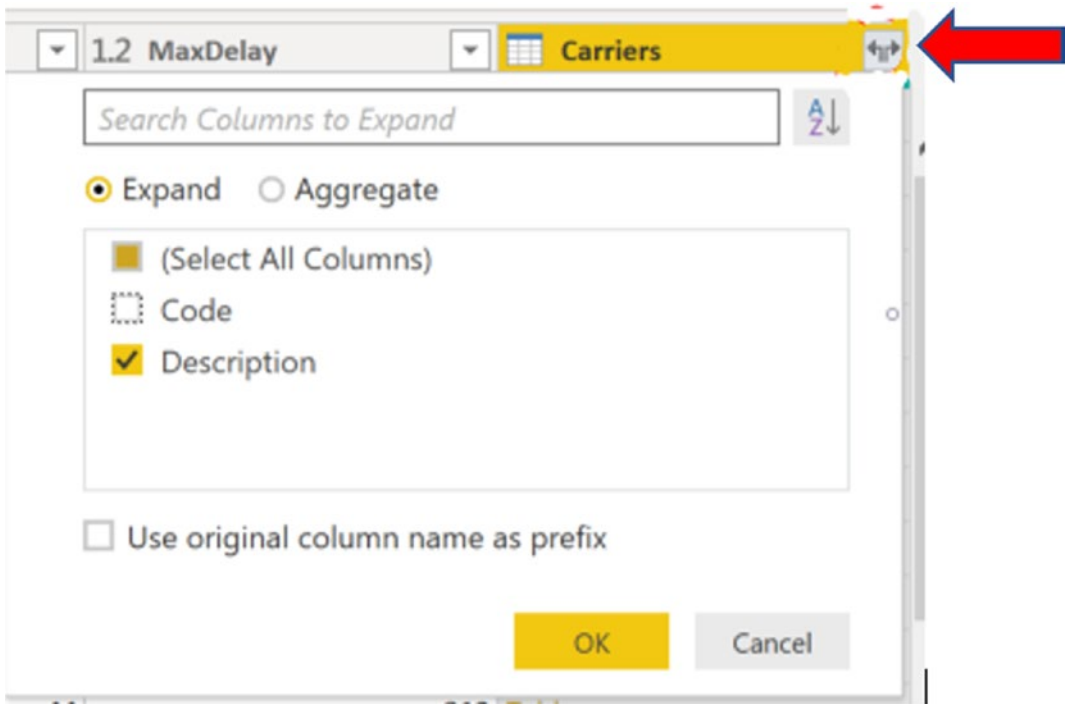 1.2 MaxDelay Carriers
Search Columns to Expand
A
Z
Expand Aggregate
(Select All Columns)
Code
Description
Use original column name as prefix
OK Cancel